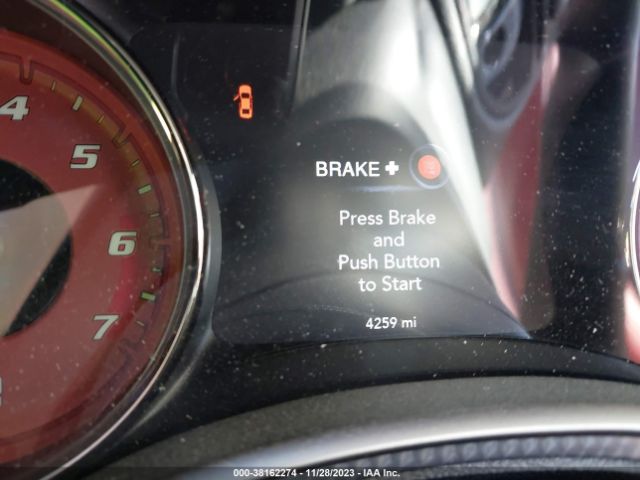 4
5
6
7
BRAKE +
Press Brake
and
Push Button
to Start
4259 mi
000-38162274 - 11/28/2023 - IAA Inc.